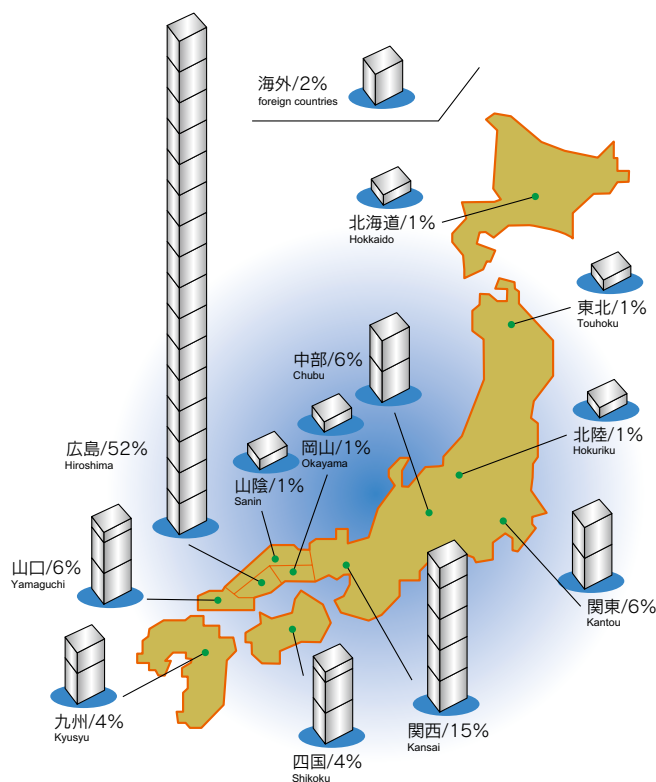 海外/2%
foreign countries
北海道/1%
Hokkaido
東北/1%
Touhoku
中部/6%
Chubu
北陸/1%
Hokuriku
岡山/1%
Okayama
広島/52%
Hiroshima
山陰/1%
Sanin
山口/6%
Yamaguchi
関東/6%
Kantou
九州/4%
Kyusyu
四国/4%
Shikoku
関西/15%
Kansai